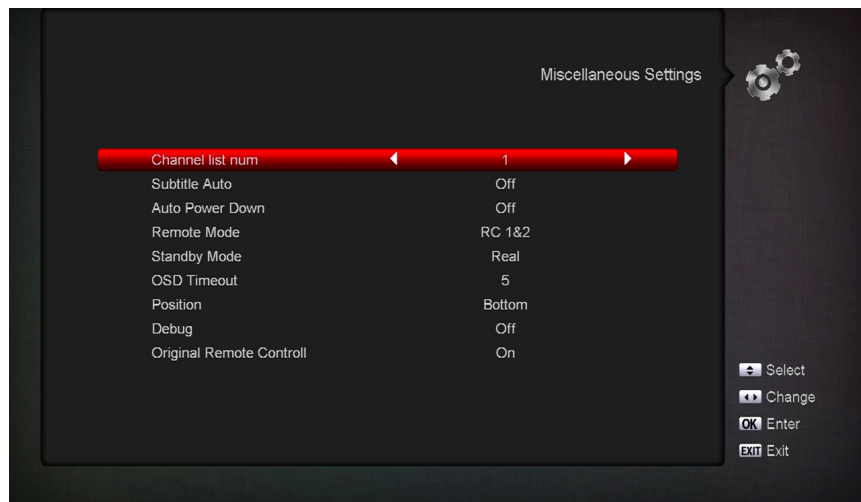 Miscellaneous Settings
Channel list num 1
Subtitle Auto Off
Auto Power Down Off
Remote Mode RC 1&2
Standby Mode Real
OSD Timeout 5
Position Bottom
Debug Off
Original Remote Controll On
Select
Change
OK Enter
EXIT Exit